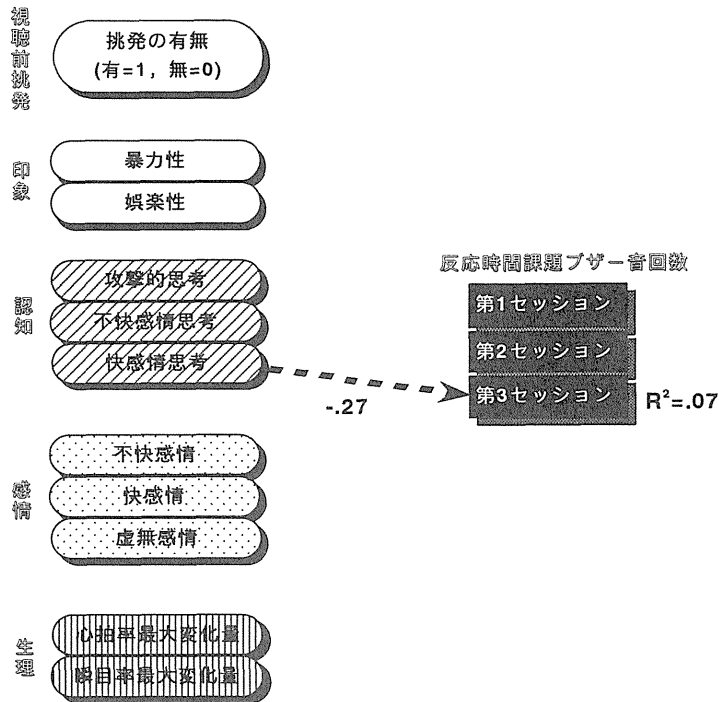 視聴前挑発
挑発の有無
(有=1, 無=0)
印象
暴力性
娯楽性
認知
攻撃的思考
不快感情思考
快感情思考
反応時間課題ブザー音回数
第1セッション
第2セッション
第3セッション
-.27
R²=.07
感情
不快感情
快感情
虚無感情
生理
心拍率最大変化量
瞬目率最大変化量